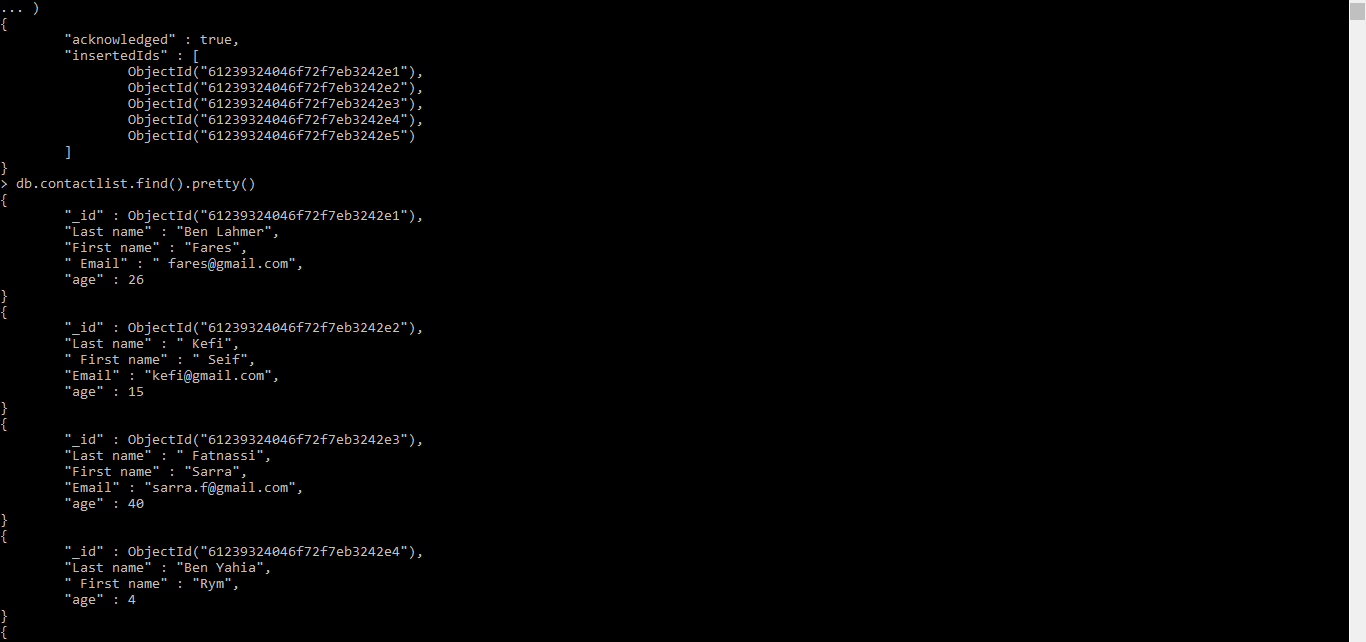 ... )
{
        "acknowledged" : true,
        "insertedIds" : [
                ObjectId("61239324046f72f7eb3242e1"),
                ObjectId("61239324046f72f7eb3242e2"),
                ObjectId("61239324046f72f7eb3242e3"),
                ObjectId("61239324046f72f7eb3242e4"),
                ObjectId("61239324046f72f7eb3242e5")
        ]
}
> db.contactlist.find().pretty()
{
        "_id" : ObjectId("61239324046f72f7eb3242e1"),
        "Last name" : "Ben Lahmer",
        "First name" : "Fares",
        " Email" : " fares@gmail.com",
        "age" : 26
}
{
        "_id" : ObjectId("61239324046f72f7eb3242e2"),
        "Last name" : " Kefi",
        " First name" : " Seif",
        "Email" : "kefi@gmail.com",
        "age" : 15
}
{
        "_id" : ObjectId("61239324046f72f7eb3242e3"),
        "Last name" : " Fatnassi",
        "First name" : "Sarra",
        "Email" : "sarra.f@gmail.com",
        "age" : 40
}
{
        "_id" : ObjectId("61239324046f72f7eb3242e4"),
        "Last name" : "Ben Yahia",
        " First name" : "Rym",
        "age" : 4
}
{